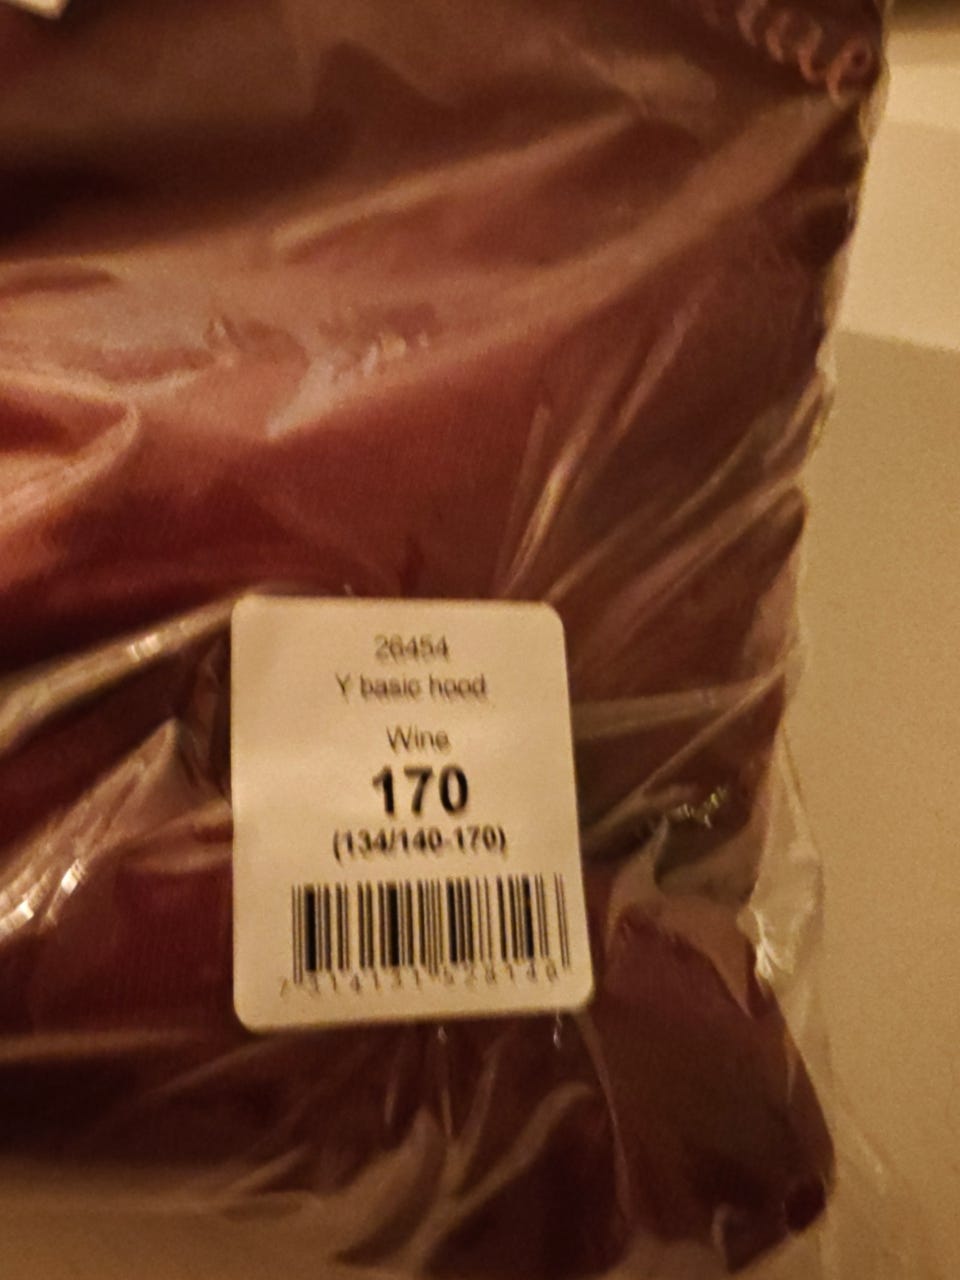 26454
Y basic hood
Wine
170
(134/140-170)